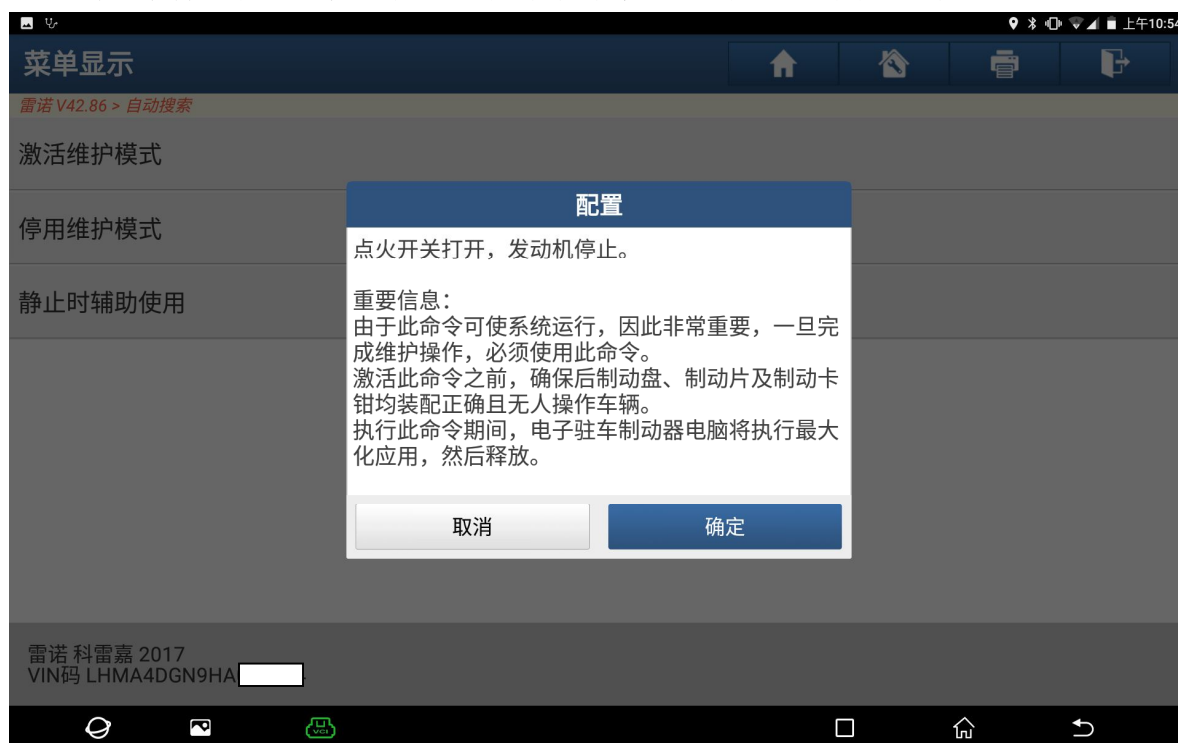 上午10:54
菜单显示
雷诺 V42.86 > 自动搜索
激活维护模式
停用维护模式
静止时辅助使用
配置
点火开关打开，发动机停止。
重要信息：
由于此命令可使系统运行，因此非常重要，一旦完
成维护操作，必须使用此命令。
激活此命令之前，确保后制动盘、制动片及制动卡
钳均装配正确且无人操作车辆。
执行此命令期间，电子驻车制动器电脑将执行最大
化应用，然后释放。
取消
确定
雷诺 科雷嘉 2017
VIN码 LHMA4DGN9HA
VCI